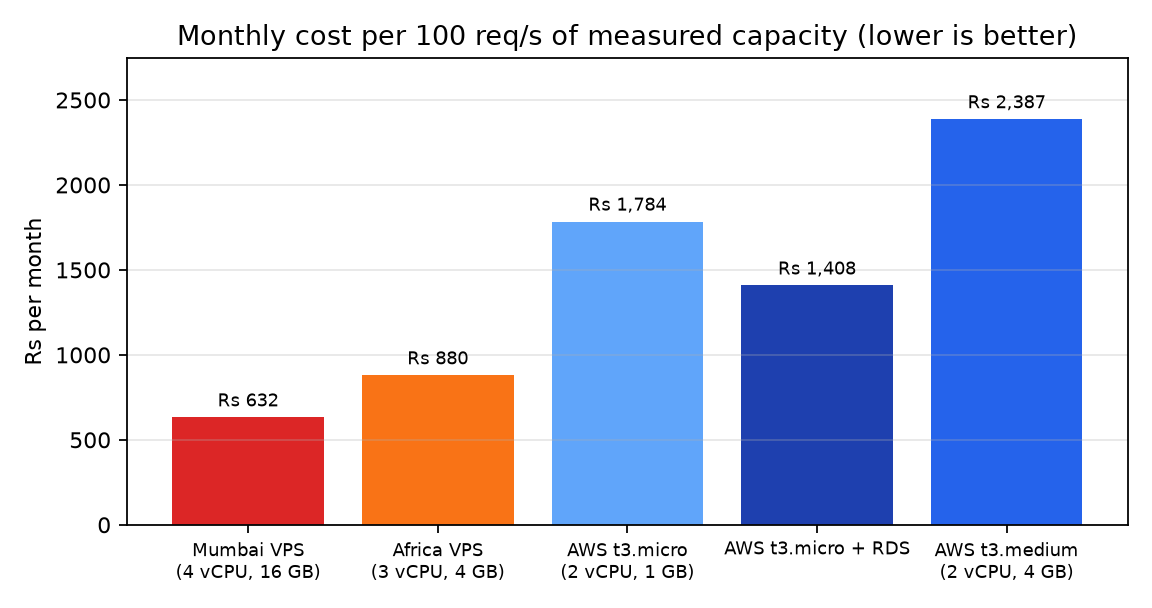 Monthly cost per 100 req/s of measured capacity (lower is better)
Rs per month
2500
2000
1500
1000
500
0
Rs 632
Rs 880
Rs 1,784
Rs 1,408
Rs 2,387
Mumbai VPS
(4 vCPU, 16 GB)
Africa VPS
(3 vCPU, 4 GB)
AWS t3.micro
(2 vCPU, 1 GB)
AWS t3.micro + RDS
AWS t3.medium
(2 vCPU, 4 GB)